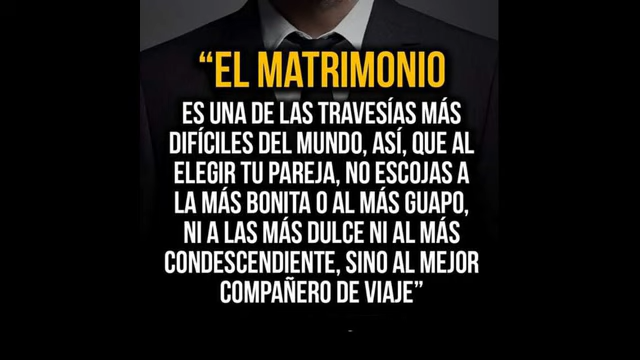 “EL MATRIMONIO
ES UNA DE LAS TRAVESÍAS MÁS
DIFÍCILES DEL MUNDO, ASÍ, QUE AL
ELEGIR TU PAREJA, NO ESCOJAS A
LA MÁS BONITA O AL MÁS GUAPO,
NI A LAS MÁS DULCE NI AL MÁS
CONDESCENDIENTE, SINO AL MEJOR
COMPAÑERO DE VIAJE”